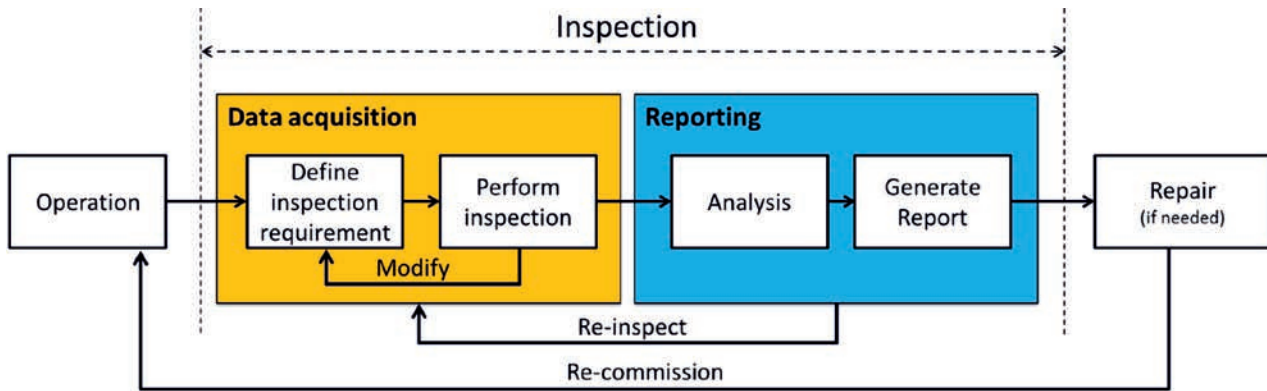 Inspection
Data acquisition
Reporting
Operation
Define
inspection
requirement
Perform
inspection
Analysis
Generate
Report
Repair
(if needed)
Modify
Re-inspect
Re-commission